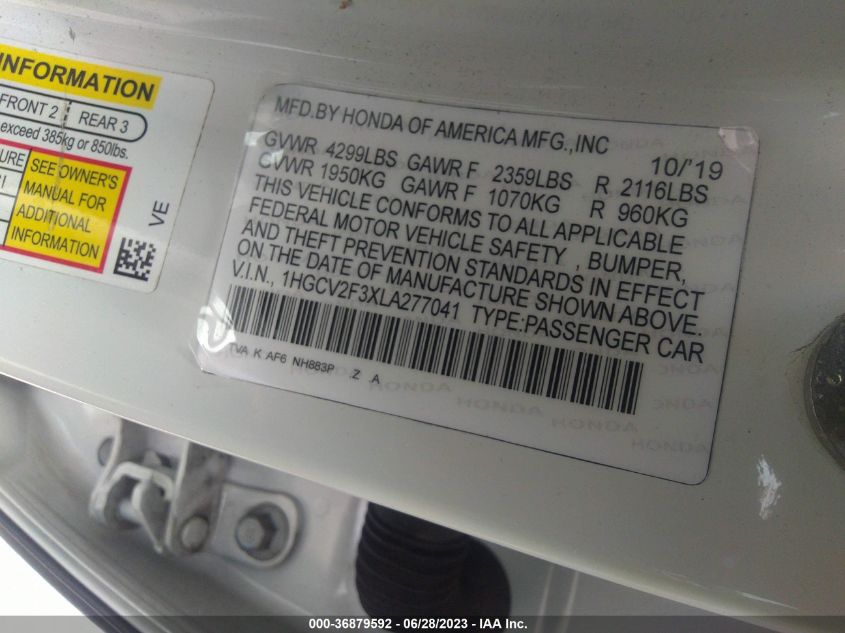 INFORMATION
FRONT 2 REAR 3
exceed 385kg or 850lbs.
SEE OWNER'S
MANUAL FOR
ADDITIONAL
INFORMATION
VE
MFD.BY HONDA OF AMERICA MFG.,INC
10/'19
GVWR 4299LBS GAWR F 2359LBS R 2116LBS
GVWR 1950KG GAWR F 1070KG R 960KG
THIS VEHICLE CONFORMS TO ALL APPLICABLE
FEDERAL MOTOR VEHICLE SAFETY , BUMPER,
AND THEFT PREVENTION STANDARDS IN EFFECT
ON THE DATE OF MANUFACTURE SHOWN ABOVE.
V.I.N., 1HGCV2F3XLA277041 TYPE:PASSENGER CAR
TVA K AF6 NH883P Z A
HONDA
000-36879592 - 06/28/2023 - IAA Inc.